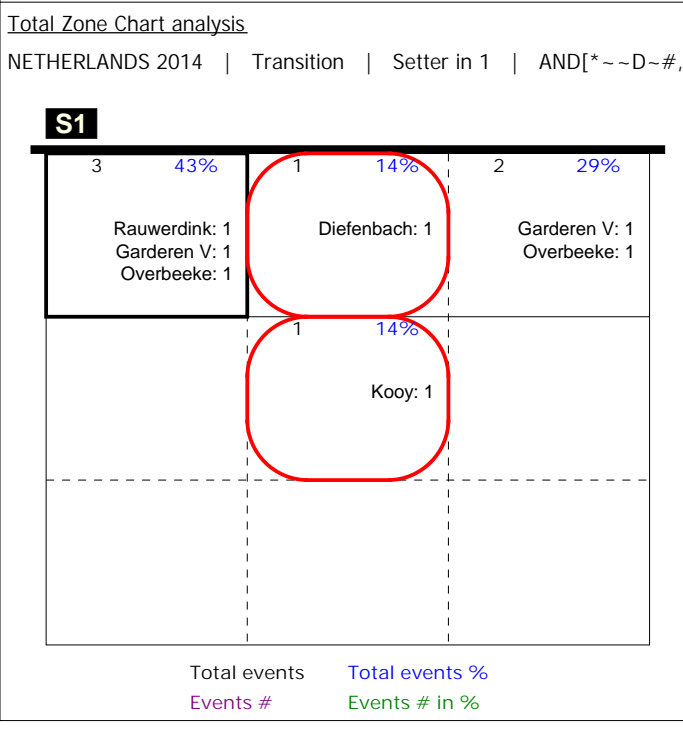 Total Zone Chart analysis
NETHERLANDS 2014 | Transition | Setter in 1 | AND[*~~D~#,
S1
3 43% 1 14% 2 29%
Rauwerdink: 1 Diefenbach: 1 Garderen V: 1
Garderen V: 1 Overbeeke: 1
Overbeeke: 1
1 14%
Kooy: 1
Total events Total events %
Events # Events # in %